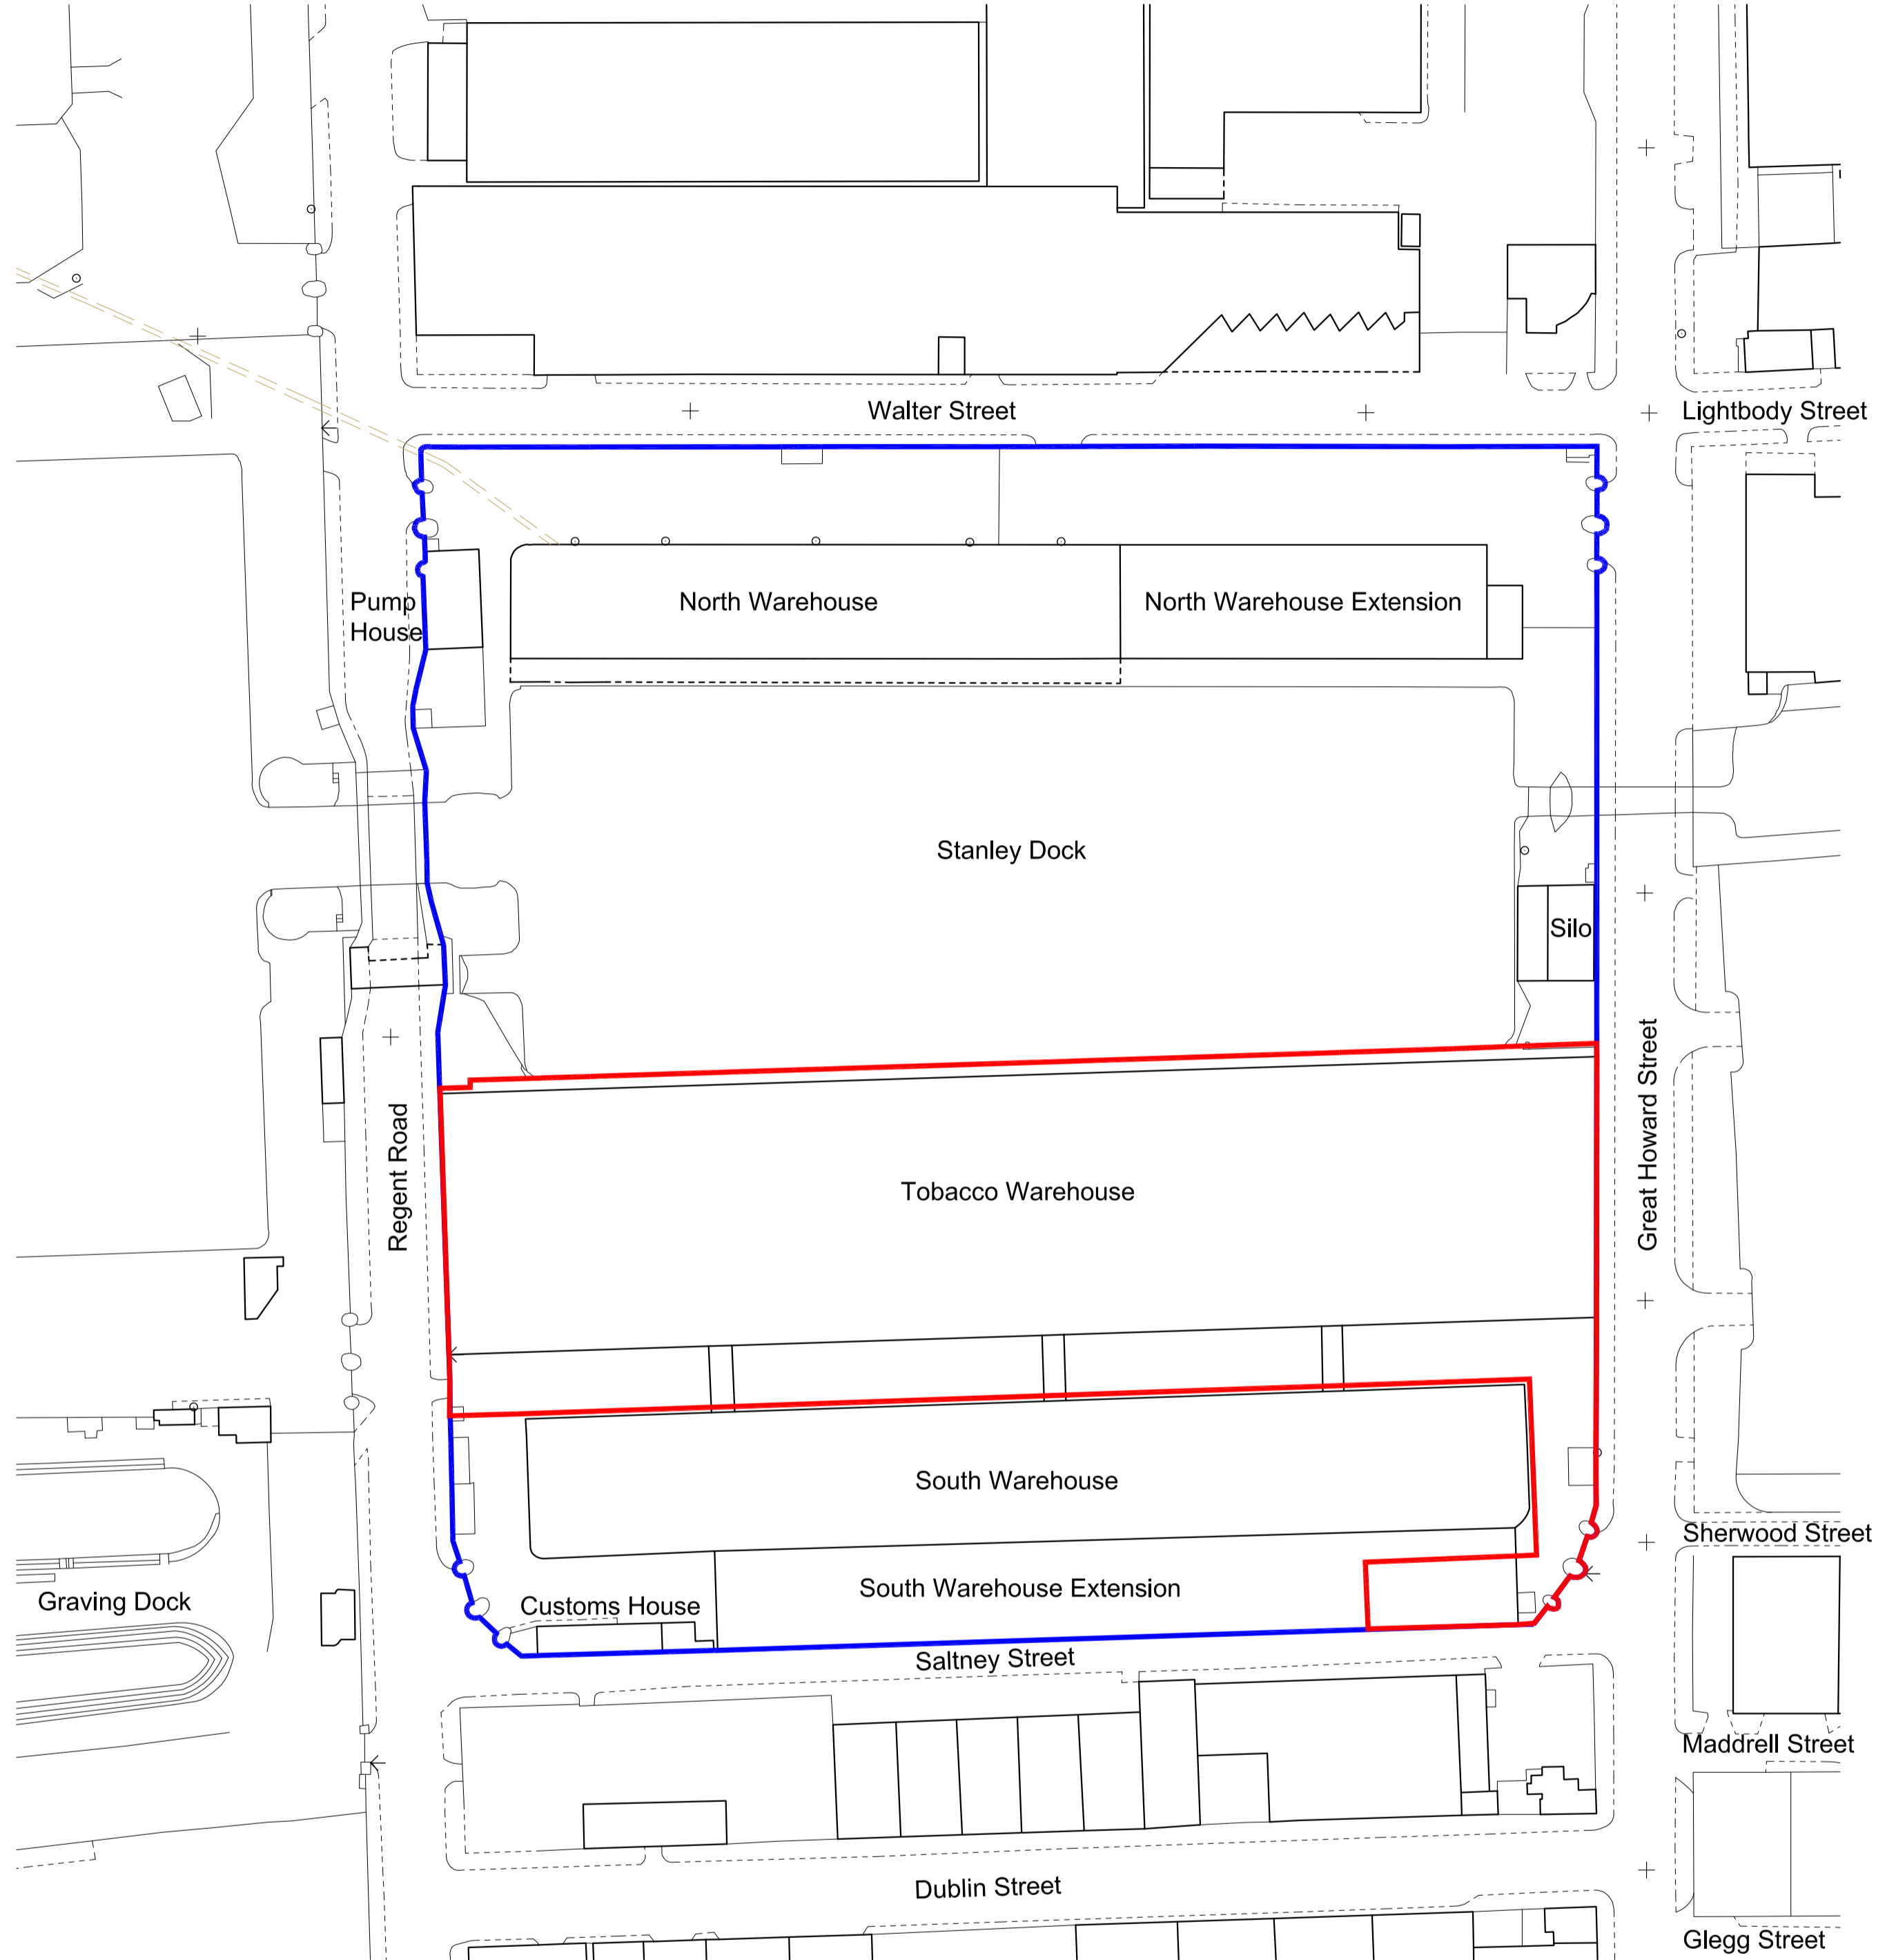 Walter Street
Lightbody Street
Pump
House
North Warehouse
North Warehouse Extension
Stanley Dock
Silo
Great Howard Street
Regent Road
Tobacco Warehouse
South Warehouse
Sherwood Street
South Warehouse Extension
Graving Dock
Customs House
Saltney Street
Maddrell Street
Dublin Street
Glegg Street